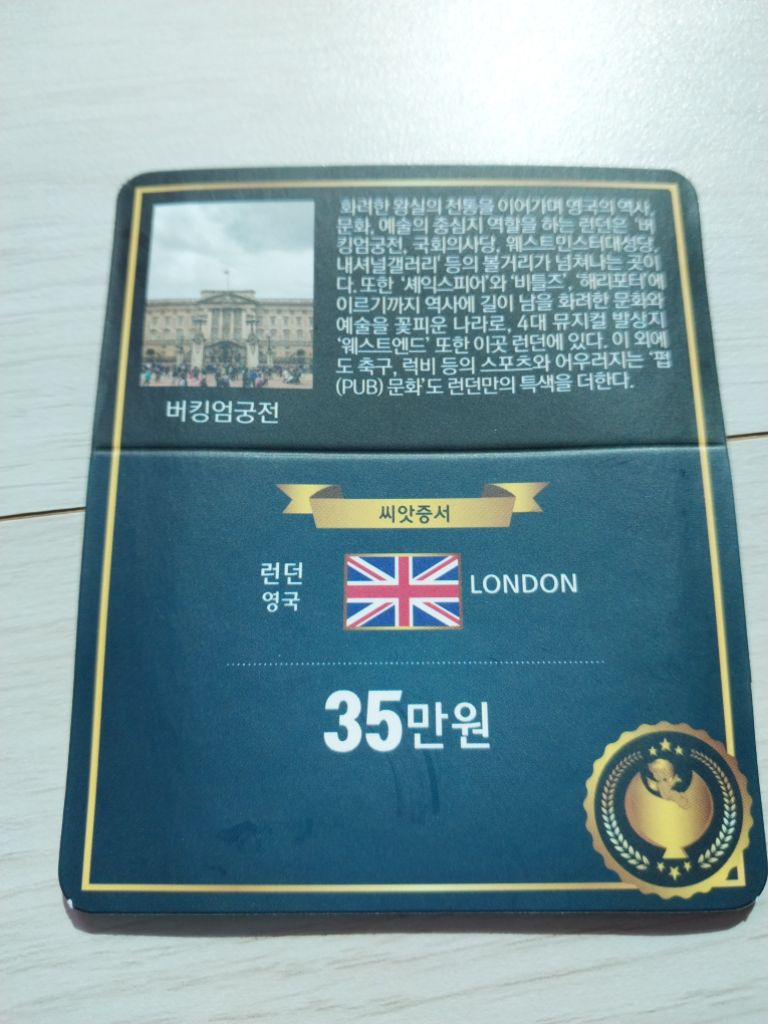 화려한 왕실의 전통을 이어가며 영국의 역사,
문화, 예술의 중심지 역할을 하는 런던은 '버
킹엄궁전, 국회의사당, 웨스트민스터대성당,
내셔널갤러리' 등의 볼거리가 넘쳐나는 곳이
다. 또한 '셰익스피어'와 '비틀즈', '해리포터'에
이르기까지 역사에 길이 남을 화려한 문화와
예술을 꽃피운 나라로, 4대 뮤지컬 발상지
'웨스트엔드' 또한 이곳 런던에 있다. 이 외에
도 축구, 럭비 등의 스포츠와 어우러지는 '펍
(PUB) 문화'도 런던만의 특색을 더한다.
버킹엄궁전
씨앗증서
런던
영국
LONDON
35만원